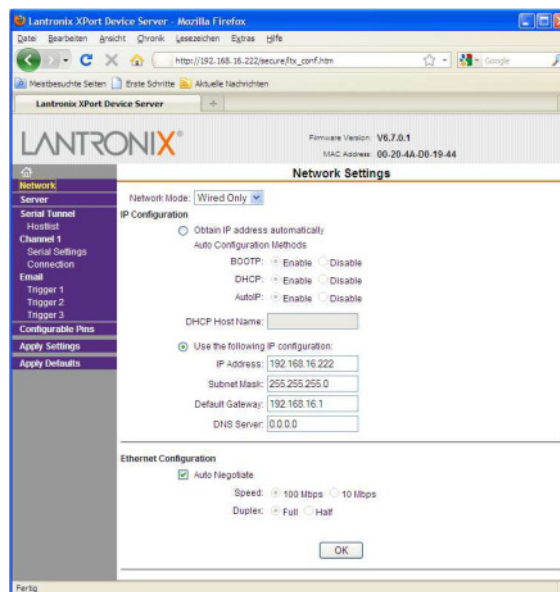 Lantronix XPort Device Server - Mozilla Firefox
Datei Bearbeiten Ansicht Chronik Lesezeichen Extras Hilfe
http://192.168.16.222/secure/ltx_conf.htm
Google
Meistbesuchte Seiten Erste Schritte Aktuelle Nachrichten
Lantronix XPort Device Server
LANTRONIX®
Firmware Version: V6.7.0.1
MAC Address: 00-20-4A-D0-19-44
Network
Server
Serial Tunnel
Hostlist
Channel 1
Serial Settings
Connection
Email
Trigger 1
Trigger 2
Trigger 3
Configurable Pins
Apply Settings
Apply Defaults
Network Settings
Network Mode: Wired Only
IP Configuration
Obtain IP address automatically
Auto Configuration Methods
BOOTP: Enable Disable
DHCP: Enable Disable
AutoIP: Enable Disable
DHCP Host Name:
Use the following IP configuration:
IP Address: 192.168.16.222
Subnet Mask: 255.255.255.0
Default Gateway: 192.168.16.1
DNS Server: 0.0.0.0
Ethernet Configuration
Auto Negotiate
Speed: 100 Mbps 10 Mbps
Duplex: Full Half
OK
Fertig